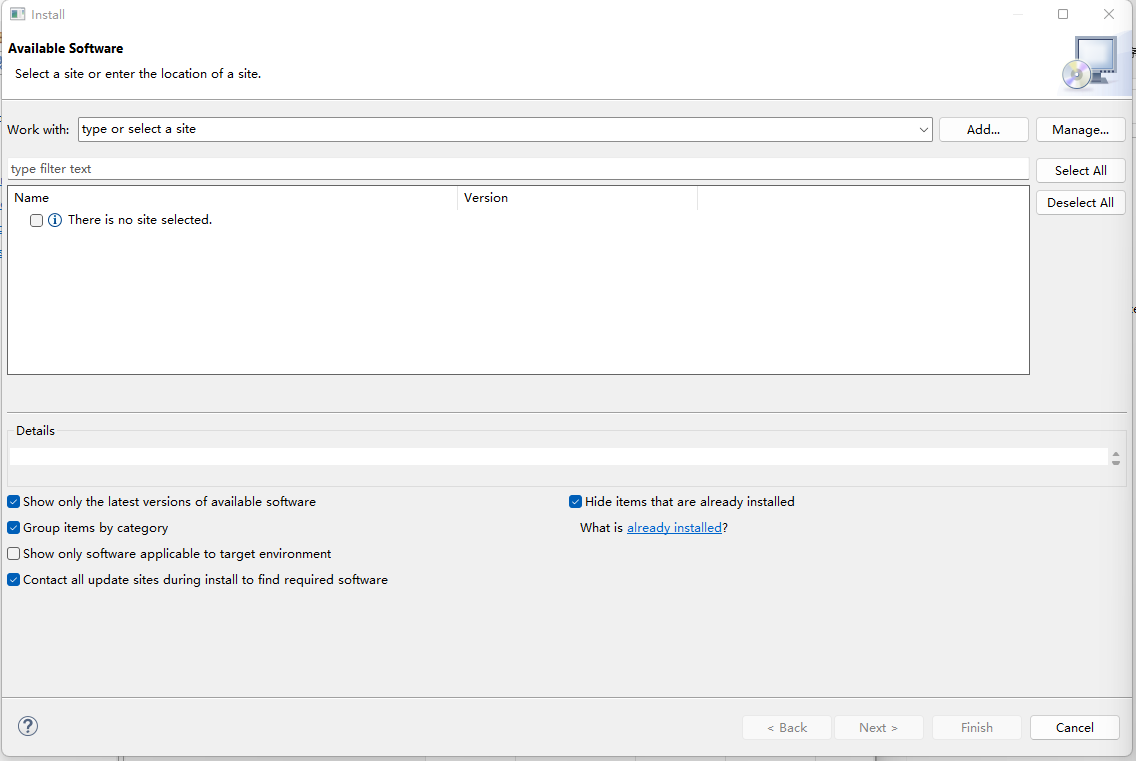 Install
Available Software
Select a site or enter the location of a site.
Work with: type or select a site Add... Manage...
type filter text Select All
Name Version
Deselect All
There is no site selected.
Details
Show only the latest versions of available software Hide items that are already installed
Group items by category What is already installed?
Show only software applicable to target environment
Contact all update sites during install to find required software
? < Back Next > Finish Cancel